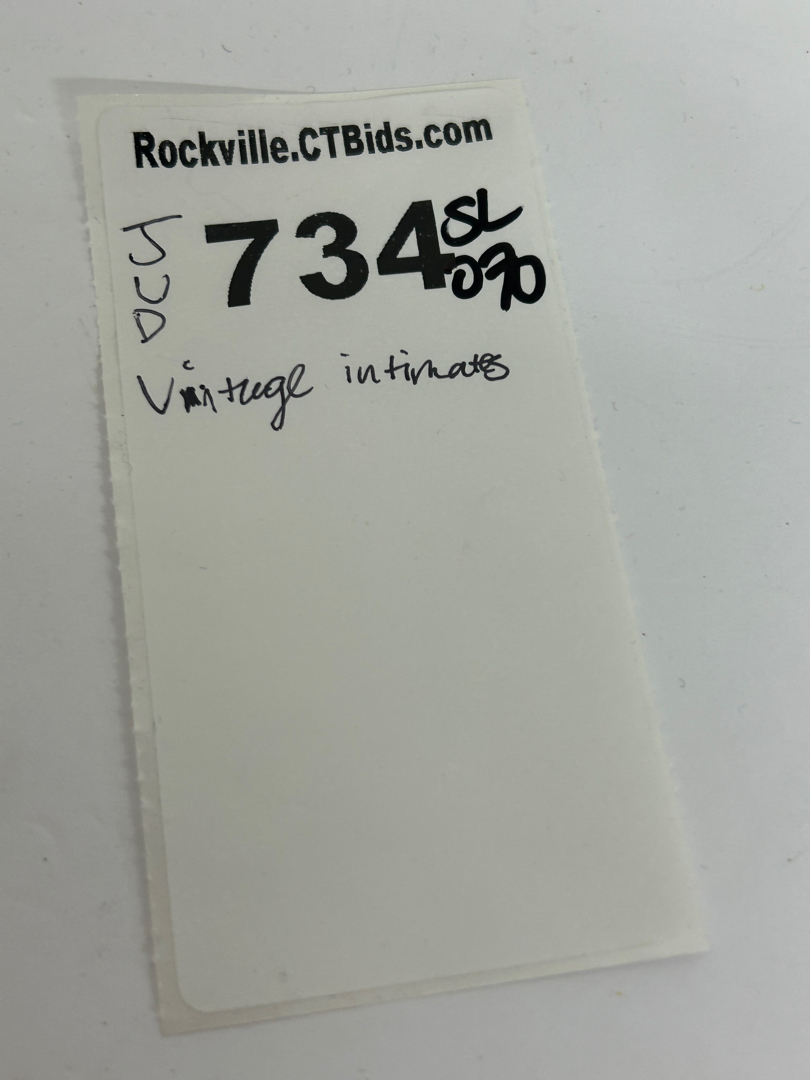 Rockville.CTBids.com
JUD
734
SL
070
Vintage intimates